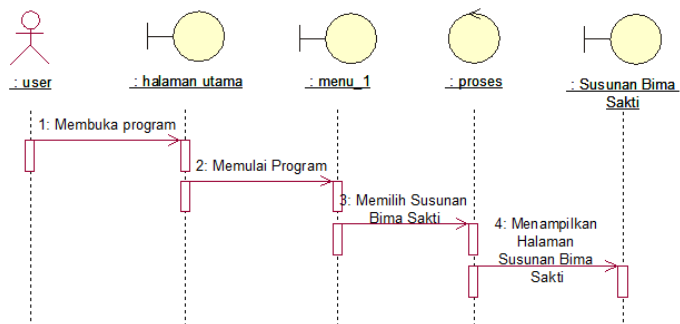 : user
: halaman utama
: menu_1
: proses
: Susunan Bima
Sakti
1: Membuka program
2: Memulai Program
3: Memilih Susunan
Bima Sakti
4: Menampilkan
Halaman
Susunan Bima
Sakti